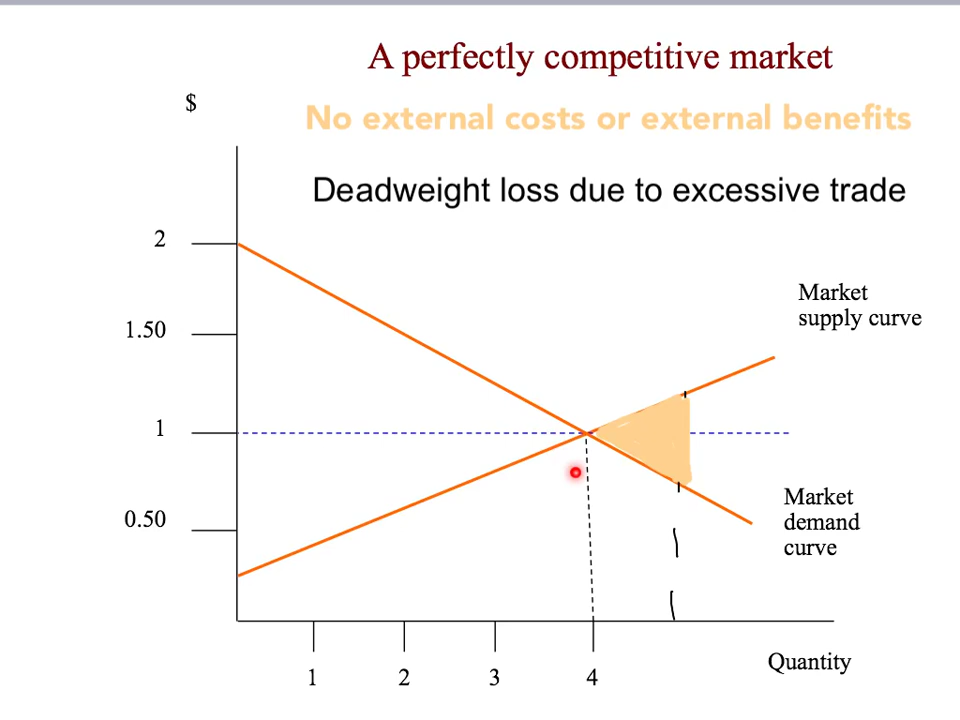 A perfectly competitive market
$
No external costs or external benefits
Deadweight loss due to excessive trade
2
Market
supply curve
1.50
1
Market
demand
curve
0.50
Quantity
1 2 3 4